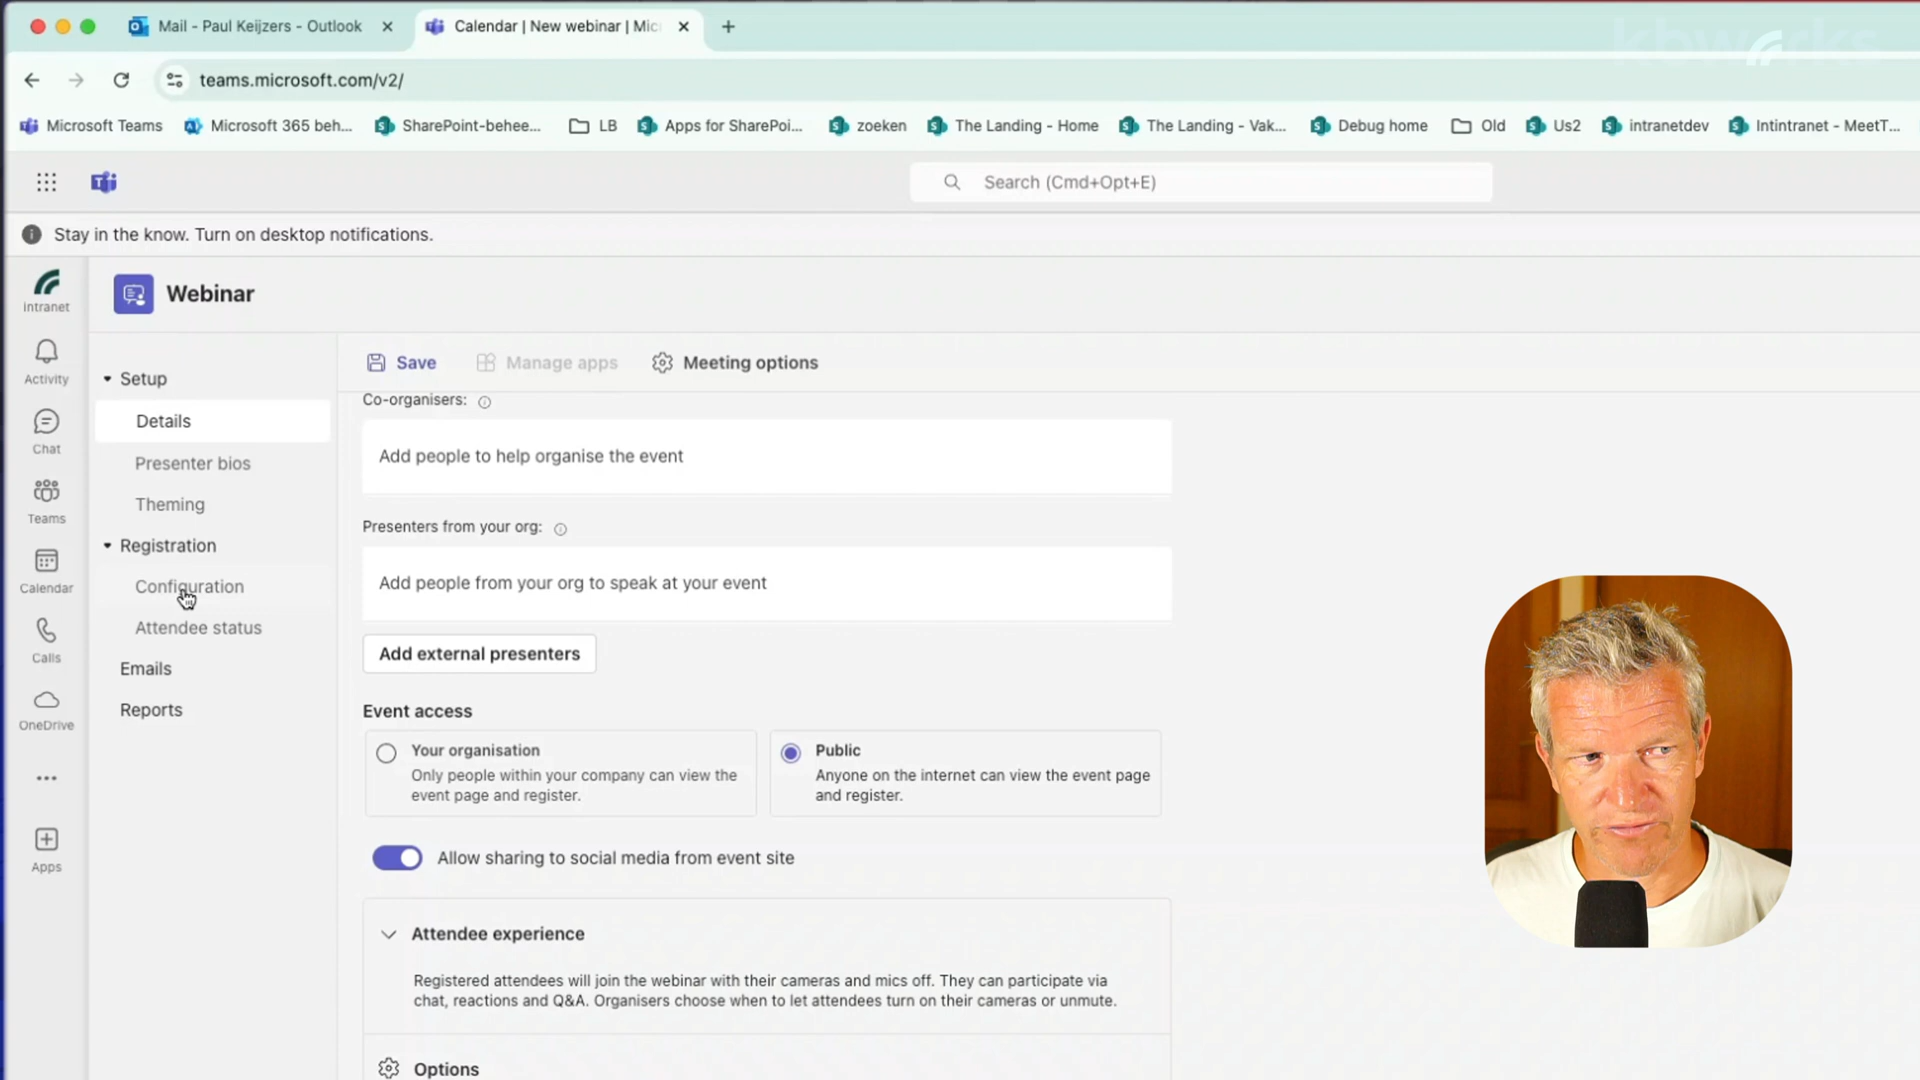 Mail - Paul Keijzers - Outlook
Calendar | New webinar | Mic
kbworks
teams.microsoft.com/v2/
Microsoft Teams
Microsoft 365 beh...
SharePoint-behee...
LB
Apps for SharePoi...
zoeken
The Landing - Home
The Landing - Vak...
Debug home
Old
Us2
intranetdev
Intintranet - MeetT...
Search (Cmd+Opt+E)
Stay in the know. Turn on desktop notifications.
Intranet
Activity
Chat
Teams
Calendar
Calls
OneDrive
Apps
Webinar
Setup
Details
Presenter bios
Theming
Registration
Configuration
Attendee status
Emails
Reports
Save
Manage apps
Meeting options
Co-organisers:
Add people to help organise the event
Presenters from your org:
Add people from your org to speak at your event
Add external presenters
Event access
Your organisation
Only people within your company can view the
event page and register.
Public
Anyone on the internet can view the event page
and register.
Allow sharing to social media from event site
Attendee experience
Registered attendees will join the webinar with their cameras and mics off. They can participate via
chat, reactions and Q&A. Organisers choose when to let attendees turn on their cameras or unmute.
Options